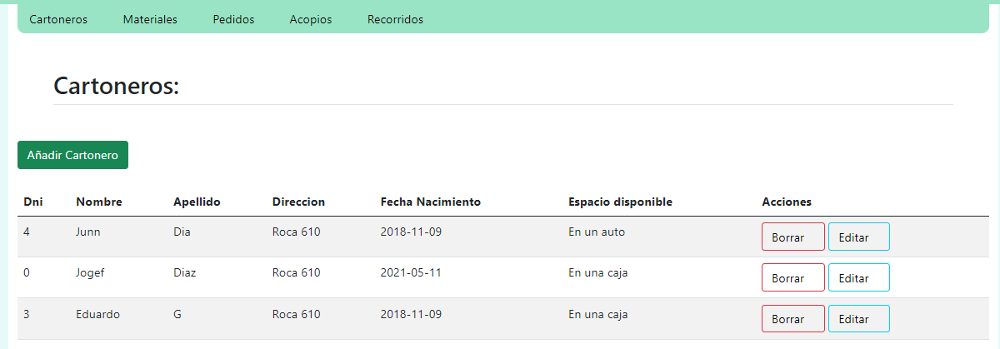 Cartoneros Materiales Pedidos Acopios Recorridos
Cartoneros:
Añadir Cartonero
Dni Nombre Apellido Direccion Fecha Nacimiento Espacio disponible Acciones
4 Junn Dia Roca 610 2018-11-09 En un auto Borrar Editar
0 Jogef Diaz Roca 610 2021-05-11 En una caja Borrar Editar
3 Eduardo G Roca 610 2018-11-09 En una caja Borrar Editar